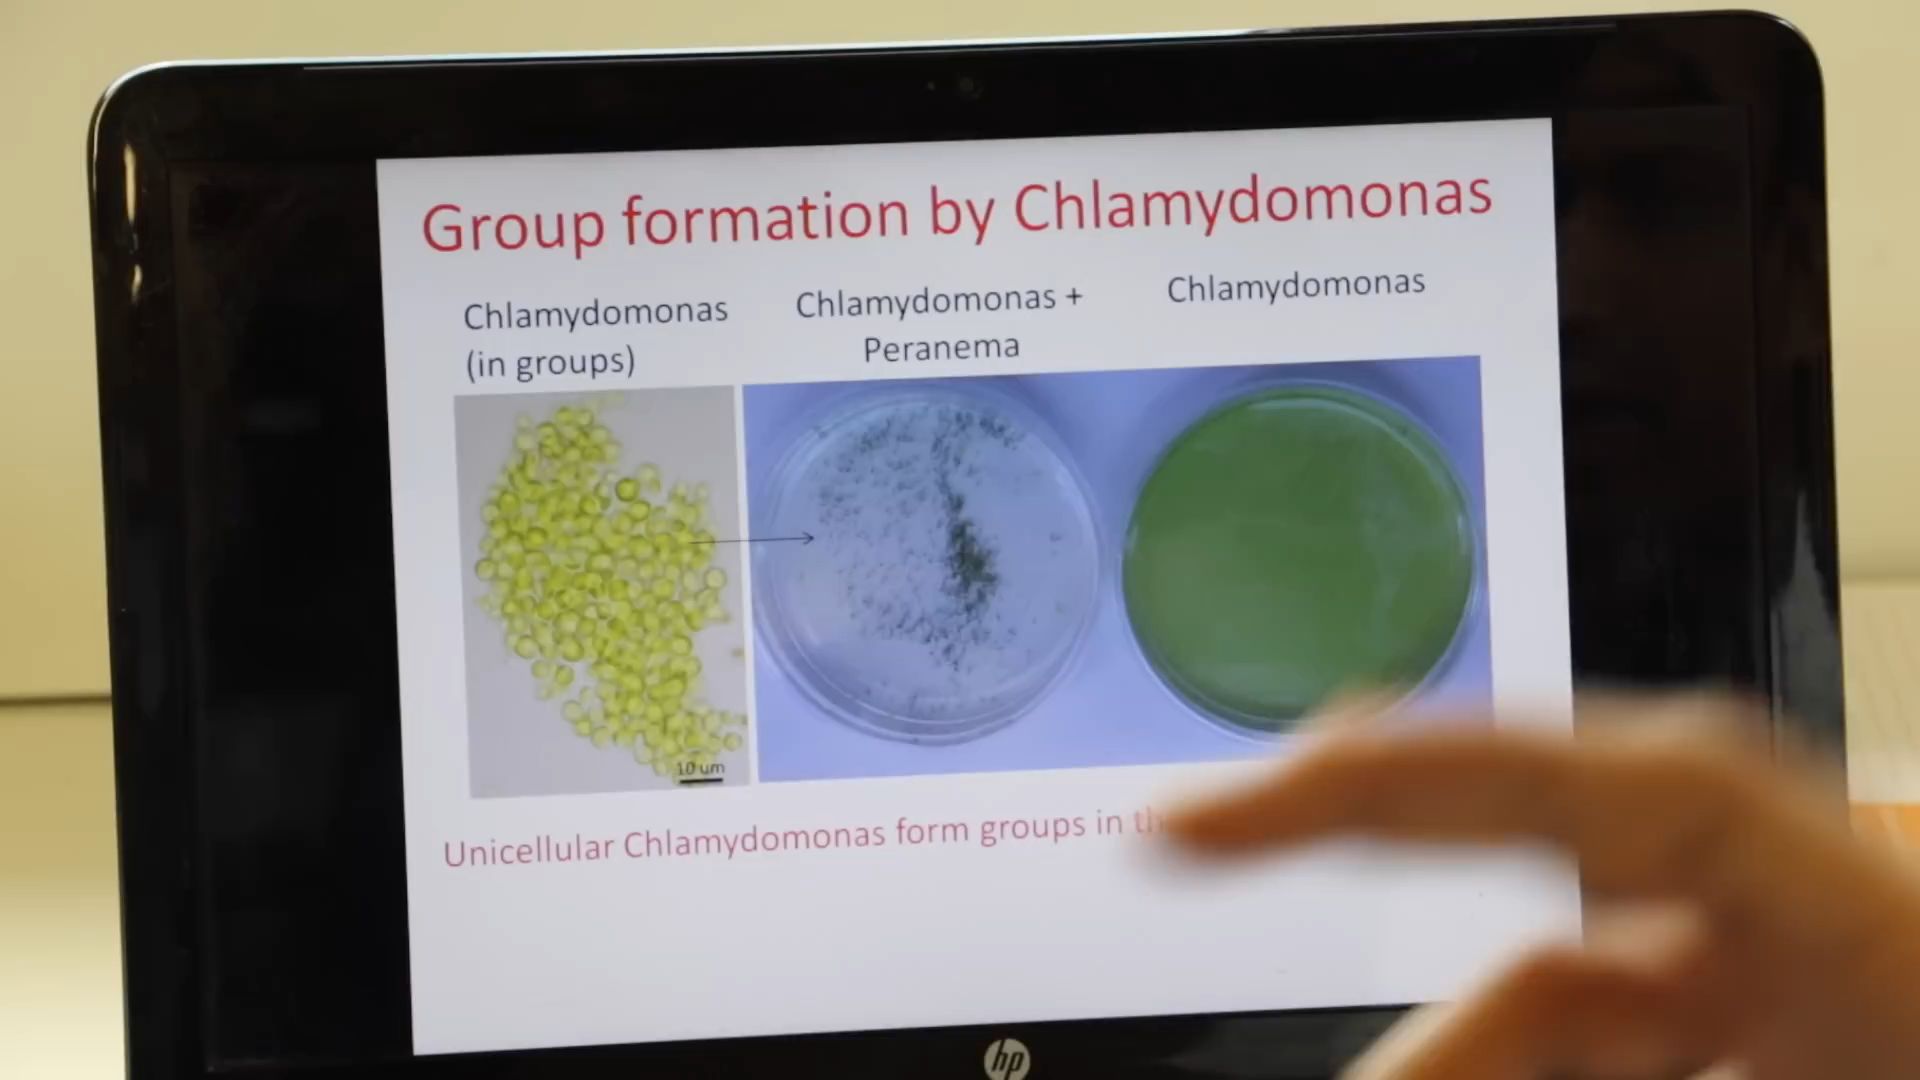 Group formation by Chlamydomonas
Chlamydomonas
(in groups)
Chlamydomonas +
Peranema
Chlamydomonas
10 um
Unicellular Chlamydomonas form groups in
hp